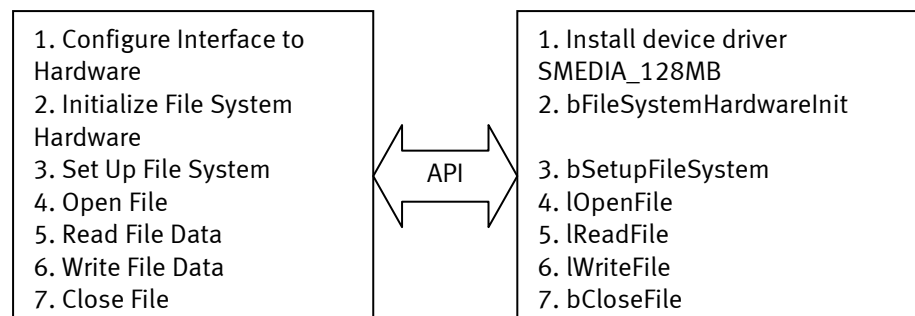 1. Configure Interface to
Hardware
2. Initialize File System
Hardware
3. Set Up File System
4. Open File
5. Read File Data
6. Write File Data
7. Close File
API
1. Install device driver
SMEDIA_128MB
2. bFileSystemHardwareInit
3. bSetupFileSystem
4. lOpenFile
5. lReadFile
6. lWriteFile
7. bCloseFile